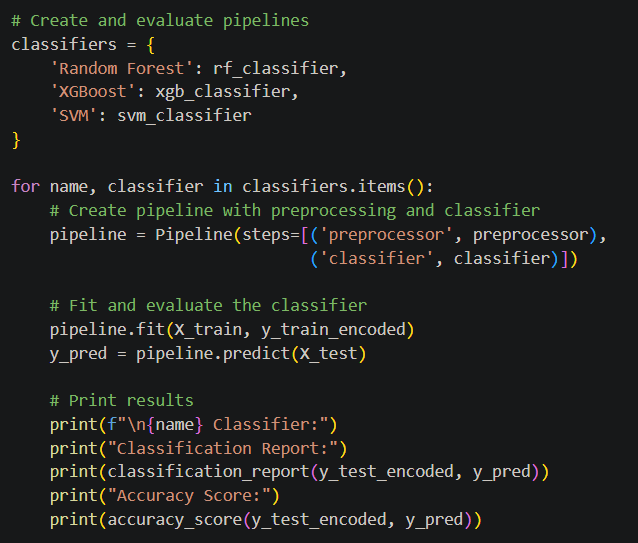 # Create and evaluate pipelines
classifiers = {
    'Random Forest': rf_classifier,
    'XGBoost': xgb_classifier,
    'SVM': svm_classifier
}

for name, classifier in classifiers.items():
    # Create pipeline with preprocessing and classifier
    pipeline = Pipeline(steps=[('preprocessor', preprocessor),
                               ('classifier', classifier)])

    # Fit and evaluate the classifier
    pipeline.fit(X_train, y_train_encoded)
    y_pred = pipeline.predict(X_test)

    # Print results
    print(f"\n{name} Classifier:")
    print("Classification Report:")
    print(classification_report(y_test_encoded, y_pred))
    print("Accuracy Score:")
    print(accuracy_score(y_test_encoded, y_pred))